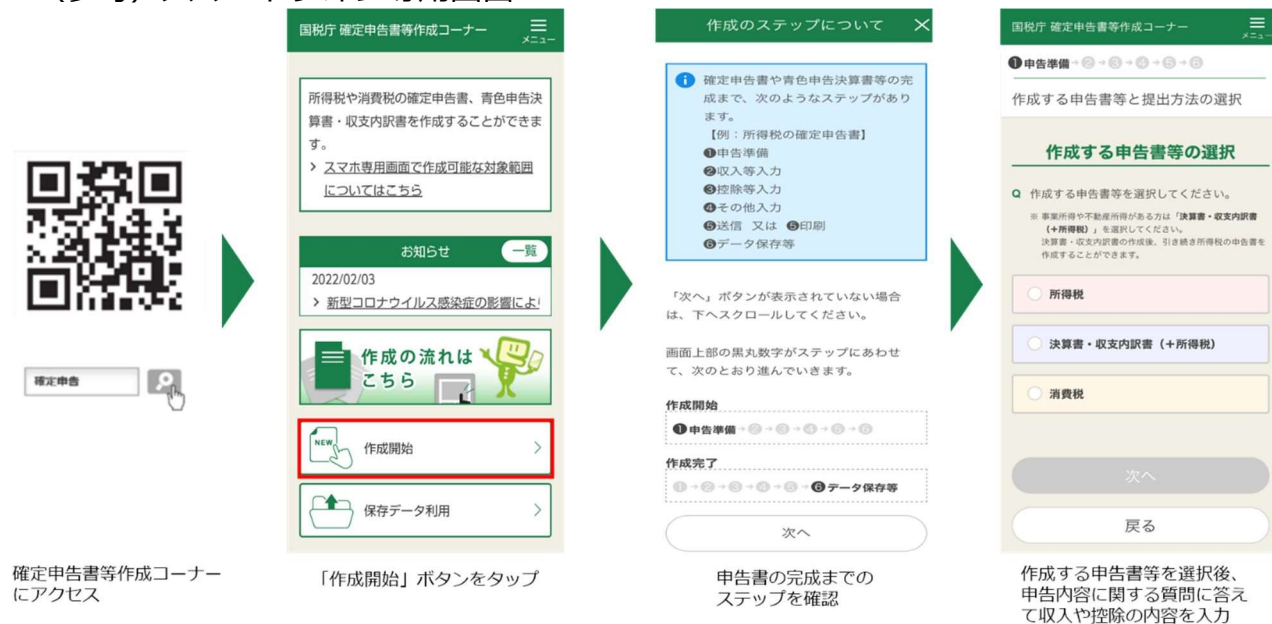 確定申告
確定申告書等作成コーナー
にアクセス
国税庁 確定申告書等作成コーナー
メニュー
所得税や消費税の確定申告書、青色申告決
算書・収支内訳書を作成することができま
す。
> スマホ専用画面で作成可能な対象範囲
についてはこちら
お知らせ
一覧
2022/02/03
> 新型コロナウイルス感染症の影響によ
作成の流れは
こちら
NEW
作成開始
保存データ利用
「作成開始」ボタンをタップ
作成のステップについて
確定申告書や青色申告決算書等の完
成まで、次のようなステップがあり
ます。
【例：所得税の確定申告書】
❶申告準備
❷収入等入力
❸控除等入力
❹その他入力
❺送信 又は ❺印刷
❻データ保存等
「次へ」ボタンが表示されていない場合
は、下へスクロールしてください。
画面上部の黒丸数字がステップにあわせ
て、次のとおり進んでいきます。
作成開始
❶申告準備→②→③→④→⑤→⑥
作成完了
①→②→③→④→⑤→❻データ保存等
次へ
申告書の完成までの
ステップを確認
国税庁 確定申告書等作成コーナー
メニュー
❶申告準備→②→③→④→⑤→⑥
作成する申告書等と提出方法の選択
作成する申告書等の選択
Q 作成する申告書等を選択してください。
※ 事業所得や不動産所得がある方は「決算書・収支内訳書
（+所得税）」を選択してください。
決算書・収支内訳書の作成後、引き続き所得税の申告書を
作成することができます。
所得税
決算書・収支内訳書（+所得税）
消費税
次へ
戻る
作成する申告書等を選択後、
申告内容に関する質問に答え
て収入や控除の内容を入力